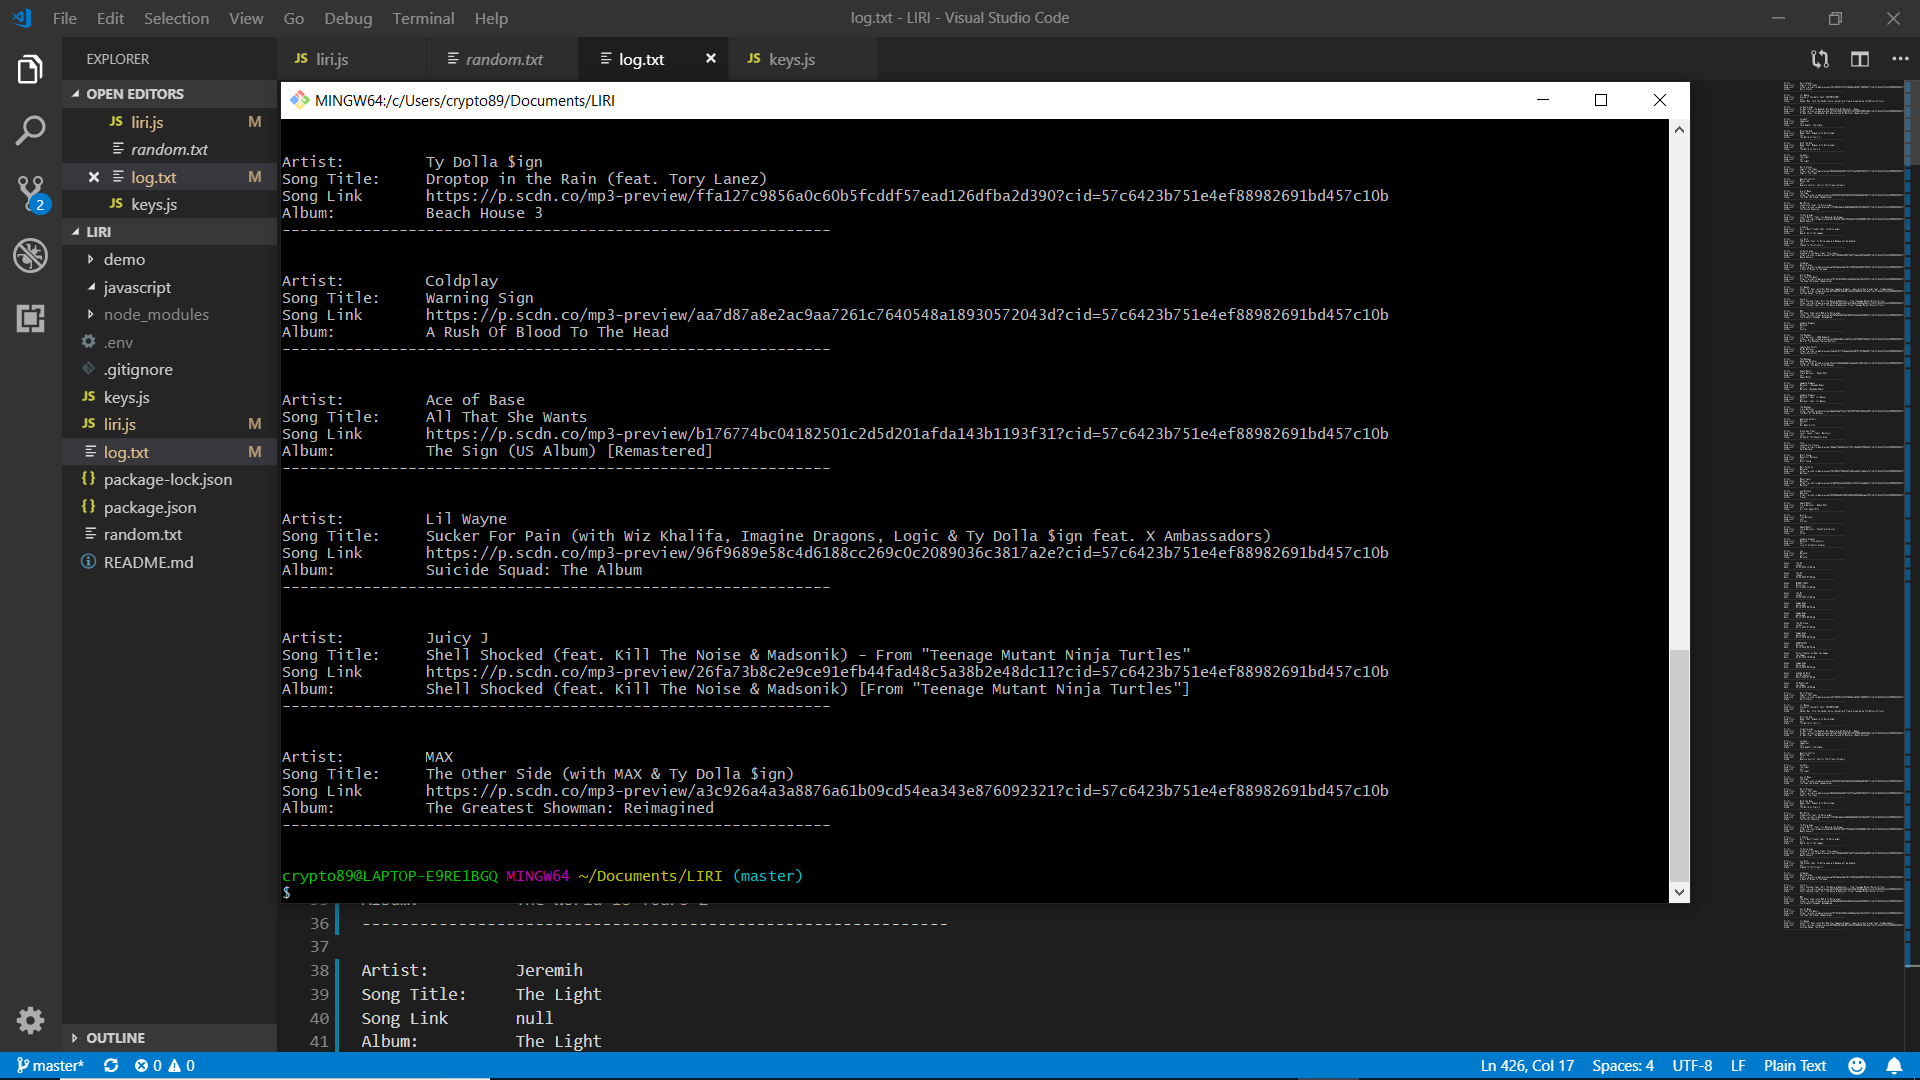 File Edit Selection View Go Debug Terminal Help
log.txt - LIRI - Visual Studio Code
EXPLORER
JS liri.js
random.txt
log.txt
JS keys.js
OPEN EDITORS
JS liri.js M
random.txt
log.txt M
JS keys.js
2
LIRI
demo
javascript
node_modules
.env
.gitignore
JS keys.js
JS liri.js M
log.txt M
{} package-lock.json
{} package.json
random.txt
README.md
OUTLINE
MINGW64:/c/Users/crypto89/Documents/LIRI
Artist: Ty Dolla $ign
Song Title: Droptop in the Rain (feat. Tory Lanez)
Song Link https://p.scdn.co/mp3-preview/ffa127c9856a0c60b5fcddf57ead126dfba2d390?cid=57c6423b751e4ef88982691bd457c10b
Album: Beach House 3
-------------------------------------------------------------
Artist: Coldplay
Song Title: Warning Sign
Song Link https://p.scdn.co/mp3-preview/aa7d87a8e2ac9aa7261c7640548a18930572043d?cid=57c6423b751e4ef88982691bd457c10b
Album: A Rush Of Blood To The Head
-------------------------------------------------------------
Artist: Ace of Base
Song Title: All That She Wants
Song Link https://p.scdn.co/mp3-preview/b176774bc04182501c2d5d201afda143b1193f31?cid=57c6423b751e4ef88982691bd457c10b
Album: The Sign (US Album) [Remastered]
-------------------------------------------------------------
Artist: Lil Wayne
Song Title: Sucker For Pain (with Wiz Khalifa, Imagine Dragons, Logic & Ty Dolla $ign feat. X Ambassadors)
Song Link https://p.scdn.co/mp3-preview/96f9689e58c4d6188cc269c0c2089036c3817a2e?cid=57c6423b751e4ef88982691bd457c10b
Album: Suicide Squad: The Album
-------------------------------------------------------------
Artist: Juicy J
Song Title: Shell Shocked (feat. Kill The Noise & Madsonik) - From "Teenage Mutant Ninja Turtles"
Song Link https://p.scdn.co/mp3-preview/26fa73b8c2e9ce91efb44fad48c5a38b2e48dc11?cid=57c6423b751e4ef88982691bd457c10b
Album: Shell Shocked (feat. Kill The Noise & Madsonik) [From "Teenage Mutant Ninja Turtles"]
-------------------------------------------------------------
Artist: MAX
Song Title: The Other Side (with MAX & Ty Dolla $ign)
Song Link https://p.scdn.co/mp3-preview/a3c926a4a3a8876a61b09cd54ea343e876092321?cid=57c6423b751e4ef88982691bd457c10b
Album: The Greatest Showman: Reimagined
-------------------------------------------------------------
crypto89@LAPTOP-E9RE1BGQ MINGW64 ~/Documents/LIRI (master)
$
36 -------------------------------------------------------------
37
38 Artist: Jeremih
39 Song Title: The Light
40 Song Link null
41 Album: The Light
master* 0 0
Ln 426, Col 17 Spaces: 4 UTF-8 LF Plain Text